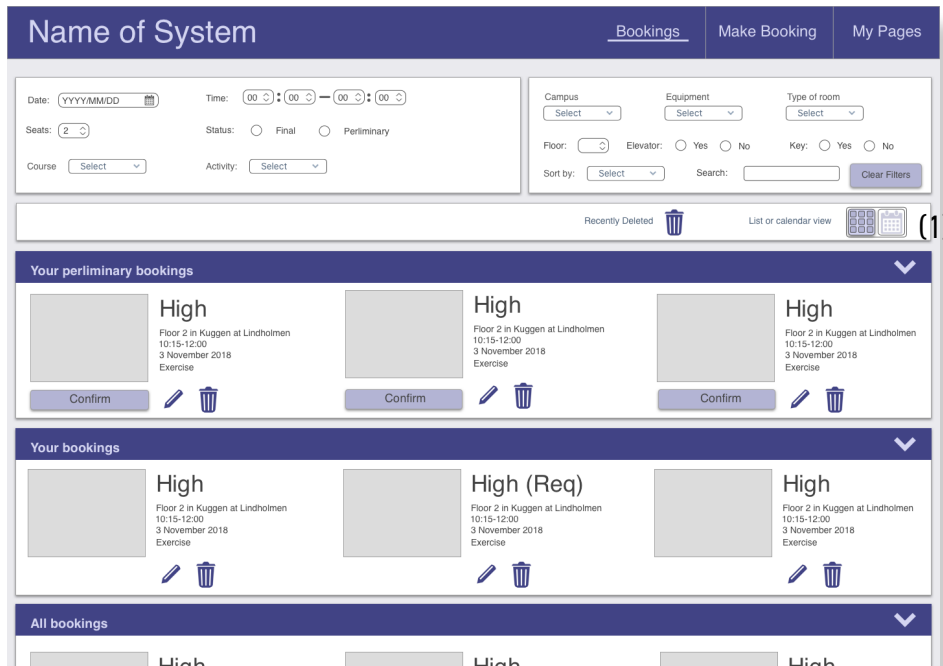 Name of System
Bookings
Make Booking
My Pages
Date: YYYY/MM/DD
Time: 00 : 00 — 00 : 00
Seats: 2
Status: Final Perliminary
Course Select
Activity: Select
Campus Equipment Type of room
Select Select Select
Floor: Elevator: Yes No Key: Yes No
Sort by: Select Search: Clear Filters
Recently Deleted List or calendar view (1
Your perliminary bookings
High
Floor 2 in Kuggen at Lindholmen
10:15-12:00
3 November 2018
Exercise
Confirm
High
Floor 2 in Kuggen at Lindholmen
10:15-12:00
3 November 2018
Exercise
Confirm
High
Floor 2 in Kuggen at Lindholmen
10:15-12:00
3 November 2018
Exercise
Confirm
Your bookings
High
Floor 2 in Kuggen at Lindholmen
10:15-12:00
3 November 2018
Exercise
High (Req)
Floor 2 in Kuggen at Lindholmen
10:15-12:00
3 November 2018
Exercise
High
Floor 2 in Kuggen at Lindholmen
10:15-12:00
3 November 2018
Exercise
All bookings
High
High
High